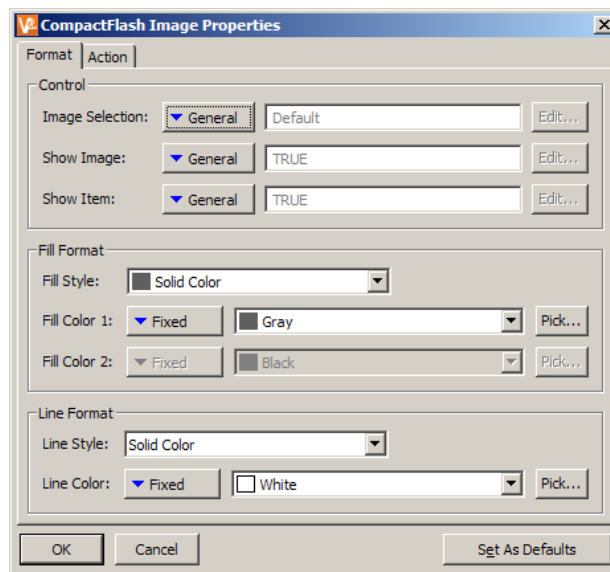 CompactFlash Image Properties
Format Action
Control
Image Selection: General Default Edit...
Show Image: General TRUE Edit...
Show Item: General TRUE Edit...
Fill Format
Fill Style: Solid Color
Fill Color 1: Fixed Gray Pick...
Fill Color 2: Fixed Black Pick...
Line Format
Line Style: Solid Color
Line Color: Fixed White Pick...
OK Cancel Set As Defaults